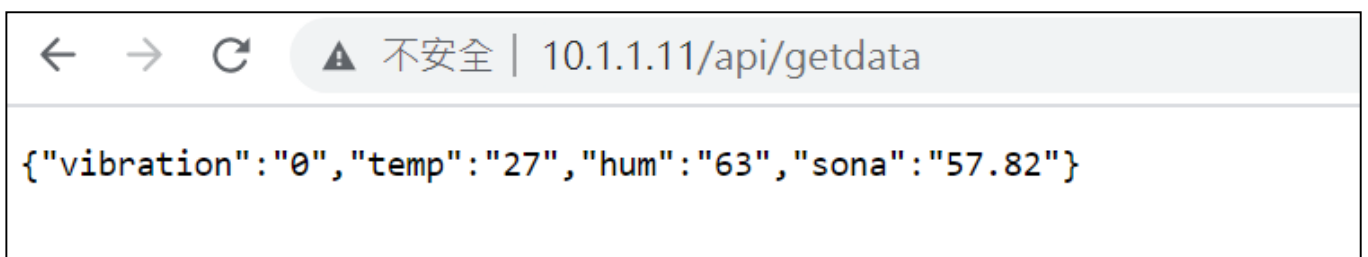 不安全 | 10.1.1.11/api/getdata
{"vibration":"0","temp":"27","hum":"63","sona":"57.82"}